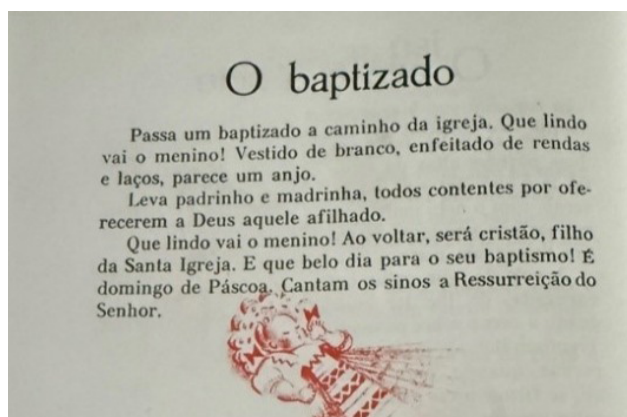 O baptizado
Passa um baptizado a caminho da igreja. Que lindo
vai o menino! Vestido de branco, enfeitado de rendas
e laços, parece um anjo.
Leva padrinho e madrinha, todos contentes por ofe-
recerem a Deus aquele afilhado.
Que lindo vai o menino! Ao voltar, será cristão, filho
da Santa Igreja. E que belo dia para o seu baptismo! É
domingo de Páscoa. Cantam os sinos a Ressurreição do
Senhor.